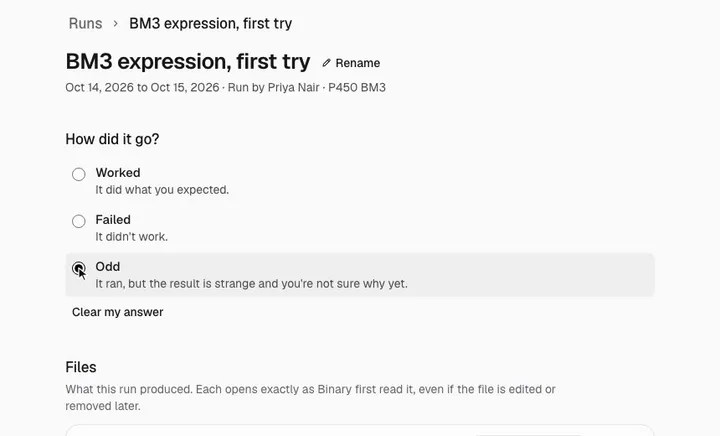 Runs › BM3 expression, first try
BM3 expression, first try Rename
Oct 14, 2026 to Oct 15, 2026 · Run by Priya Nair · P450 BM3
How did it go?
Worked
It did what you expected.
Failed
It didn't work.
Odd
It ran, but the result is strange and you're not sure why yet.
Clear my answer
Files
What this run produced. Each opens exactly as Binary first read it, even if the file is edited or
removed later.